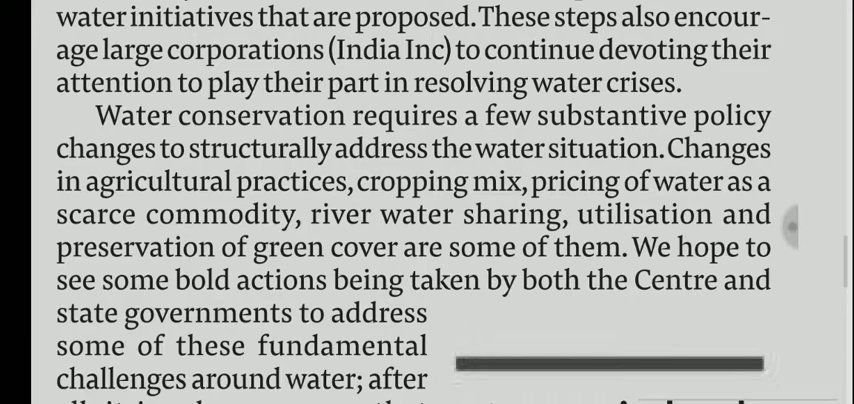 water initiatives that are proposed. These steps also encour-
age large corporations (India Inc) to continue devoting their
attention to play their part in resolving water crises.
Water conservation requires a few substantive policy
changes to structurally address the water situation. Changes
in agricultural practices, cropping mix, pricing of water as a
scarce commodity, river water sharing, utilisation and
preservation of green cover are some of them. We hope to
see some bold actions being taken by both the Centre and
state governments to address
some of these fundamental
challenges around water; after